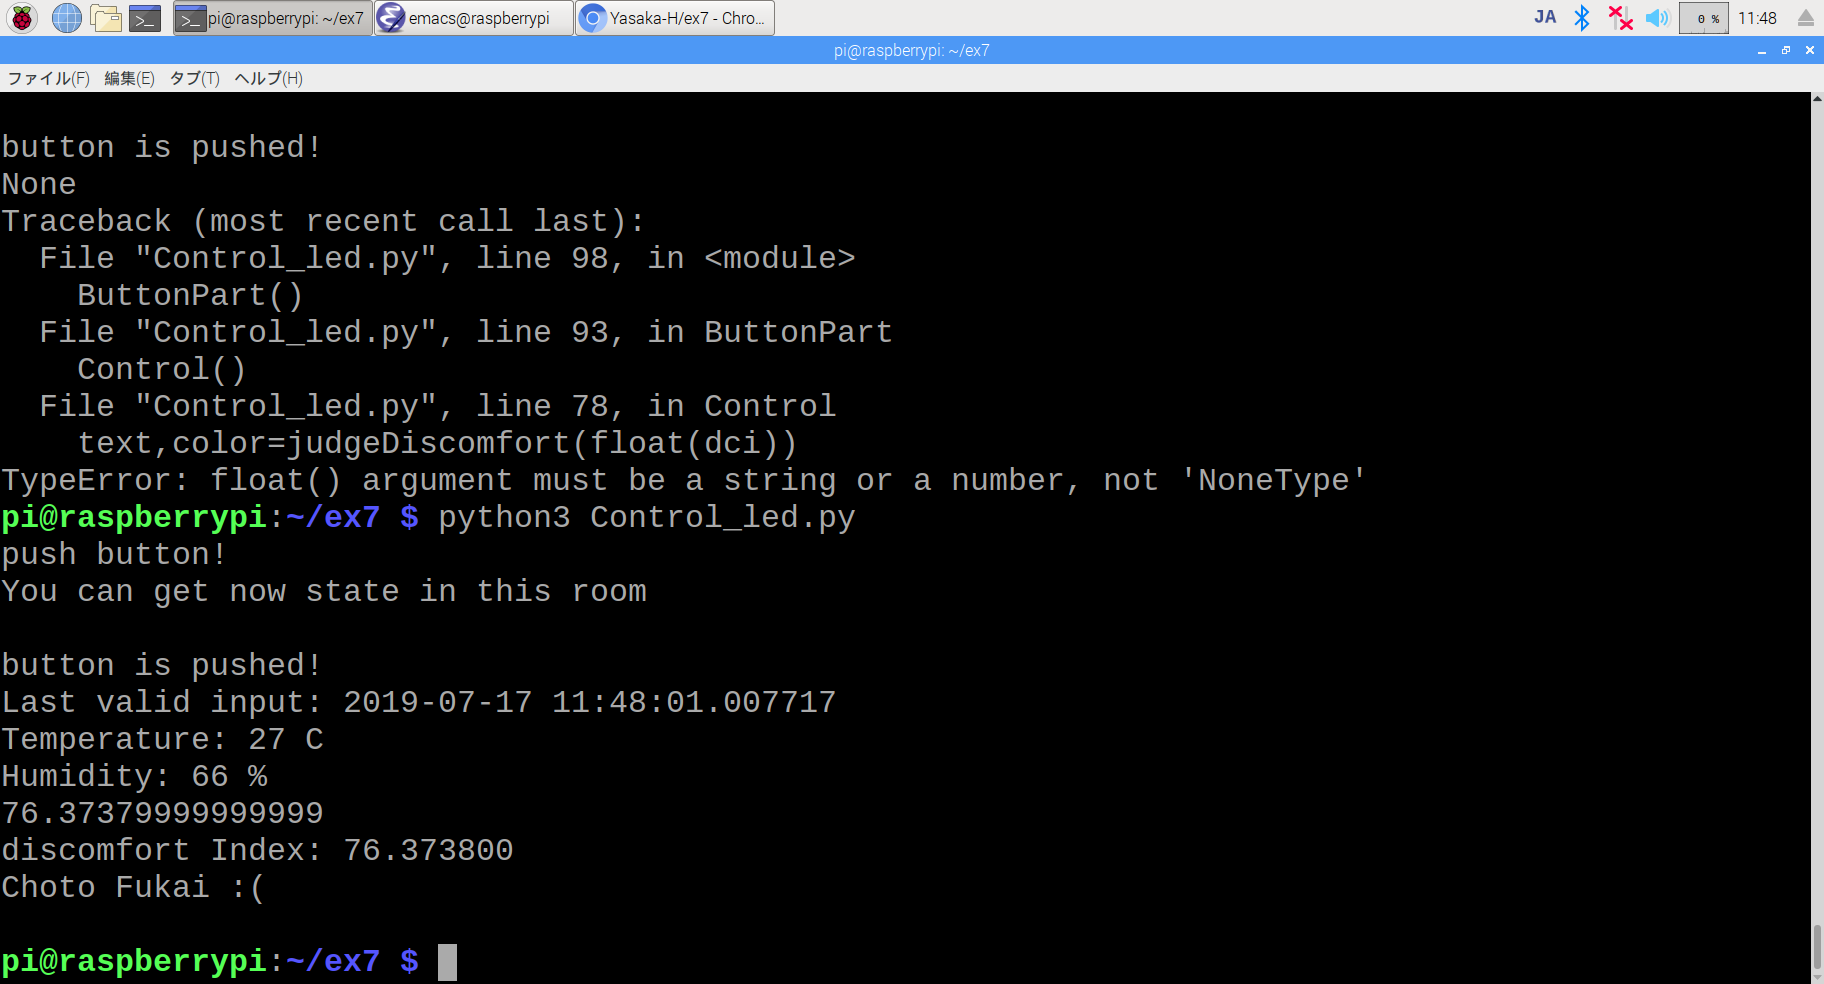 pi@raspberrypi: ~/ex7
emacs@raspberrypi
Yasaka-H/ex7 - Chro...
JA
0 %
11:48
pi@raspberrypi: ~/ex7
ファイル(F) 編集(E) タブ(T) ヘルプ(H)
button is pushed!
None
Traceback (most recent call last):
  File "Control_led.py", line 98, in <module>
    ButtonPart()
  File "Control_led.py", line 93, in ButtonPart
    Control()
  File "Control_led.py", line 78, in Control
    text,color=judgeDiscomfort(float(dci))
TypeError: float() argument must be a string or a number, not 'NoneType'
pi@raspberrypi:~/ex7 $ python3 Control_led.py
push button!
You can get now state in this room
button is pushed!
Last valid input: 2019-07-17 11:48:01.007717
Temperature: 27 C
Humidity: 66 %
76.37379999999999
discomfort Index: 76.373800
Choto Fukai :(
pi@raspberrypi:~/ex7 $